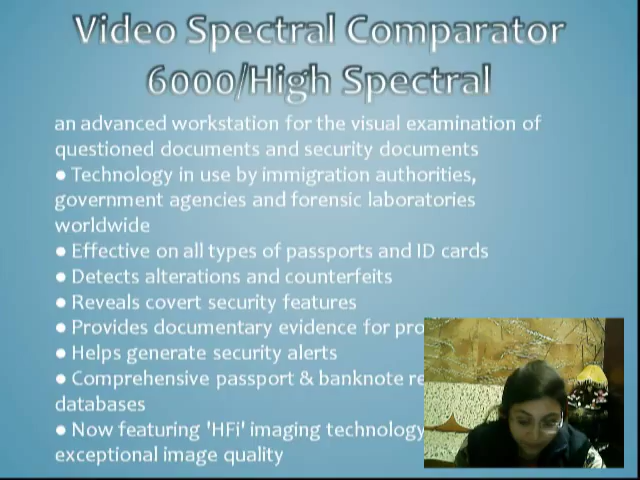 Video Spectral Comparator
6000/High Spectral
an advanced workstation for the visual examination of
questioned documents and security documents
● Technology in use by immigration authorities,
government agencies and forensic laboratories
worldwide
● Effective on all types of passports and ID cards
● Detects alterations and counterfeits
● Reveals covert security features
● Provides documentary evidence for
● Helps generate security alerts
● Comprehensive passport & banknote
databases
● Now featuring 'HFi' imaging technology
exceptional image quality